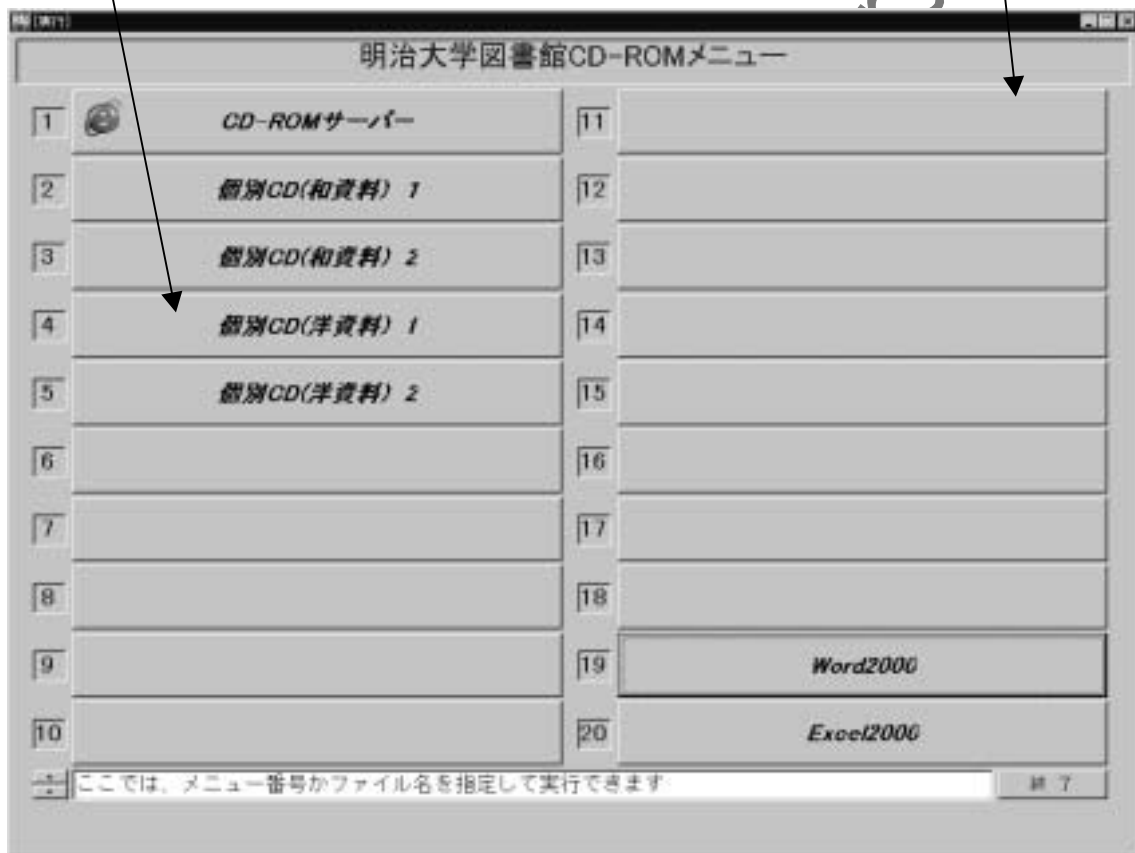 [実行]
明治大学図書館CD-ROMメニュー
1 CD-ROMサーバー
2 個別CD(和資料) 1
3 個別CD(和資料) 2
4 個別CD(洋資料) 1
5 個別CD(洋資料) 2
6
7
8
9
10
11
12
13
14
15
16
17
18
19 Word2000
20 Excel2000
ここでは、メニュー番号かファイル名を指定して実行できます
終了